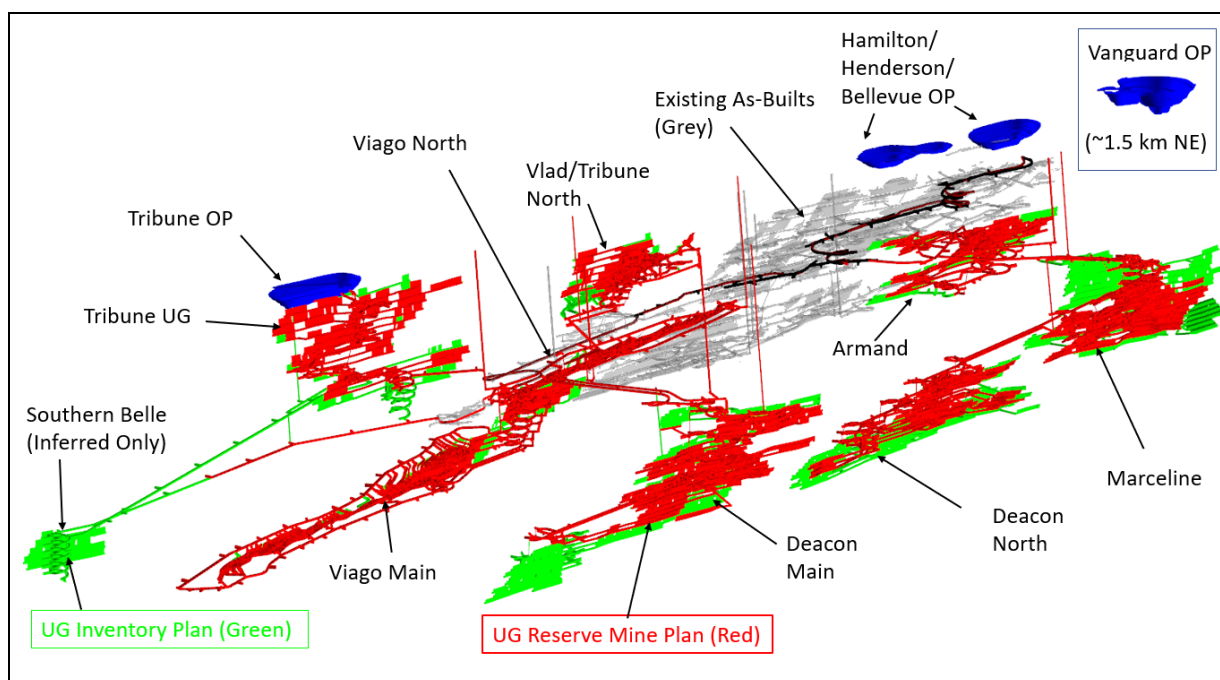 Hamilton/
Henderson/
Bellevue OP
Vanguard OP
(~1.5 km NE)
Existing As-Builts
(Grey)
Viago North
Vlad/Tribune
North
Tribune OP
Tribune UG
Armand
Southern Belle
(Inferred Only)
Marceline
Deacon
North
Deacon
Main
Viago Main
UG Inventory Plan (Green)
UG Reserve Mine Plan (Red)